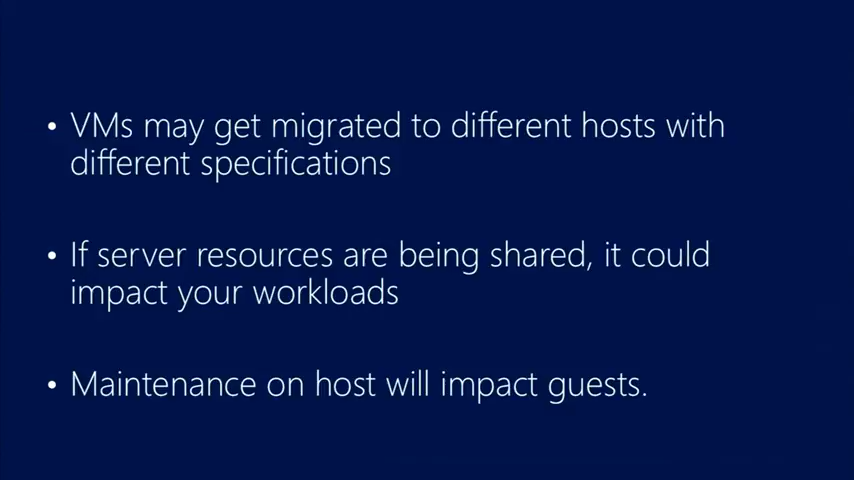 • VMs may get migrated to different hosts with
different specifications
• If server resources are being shared, it could
impact your workloads
• Maintenance on host will impact guests.